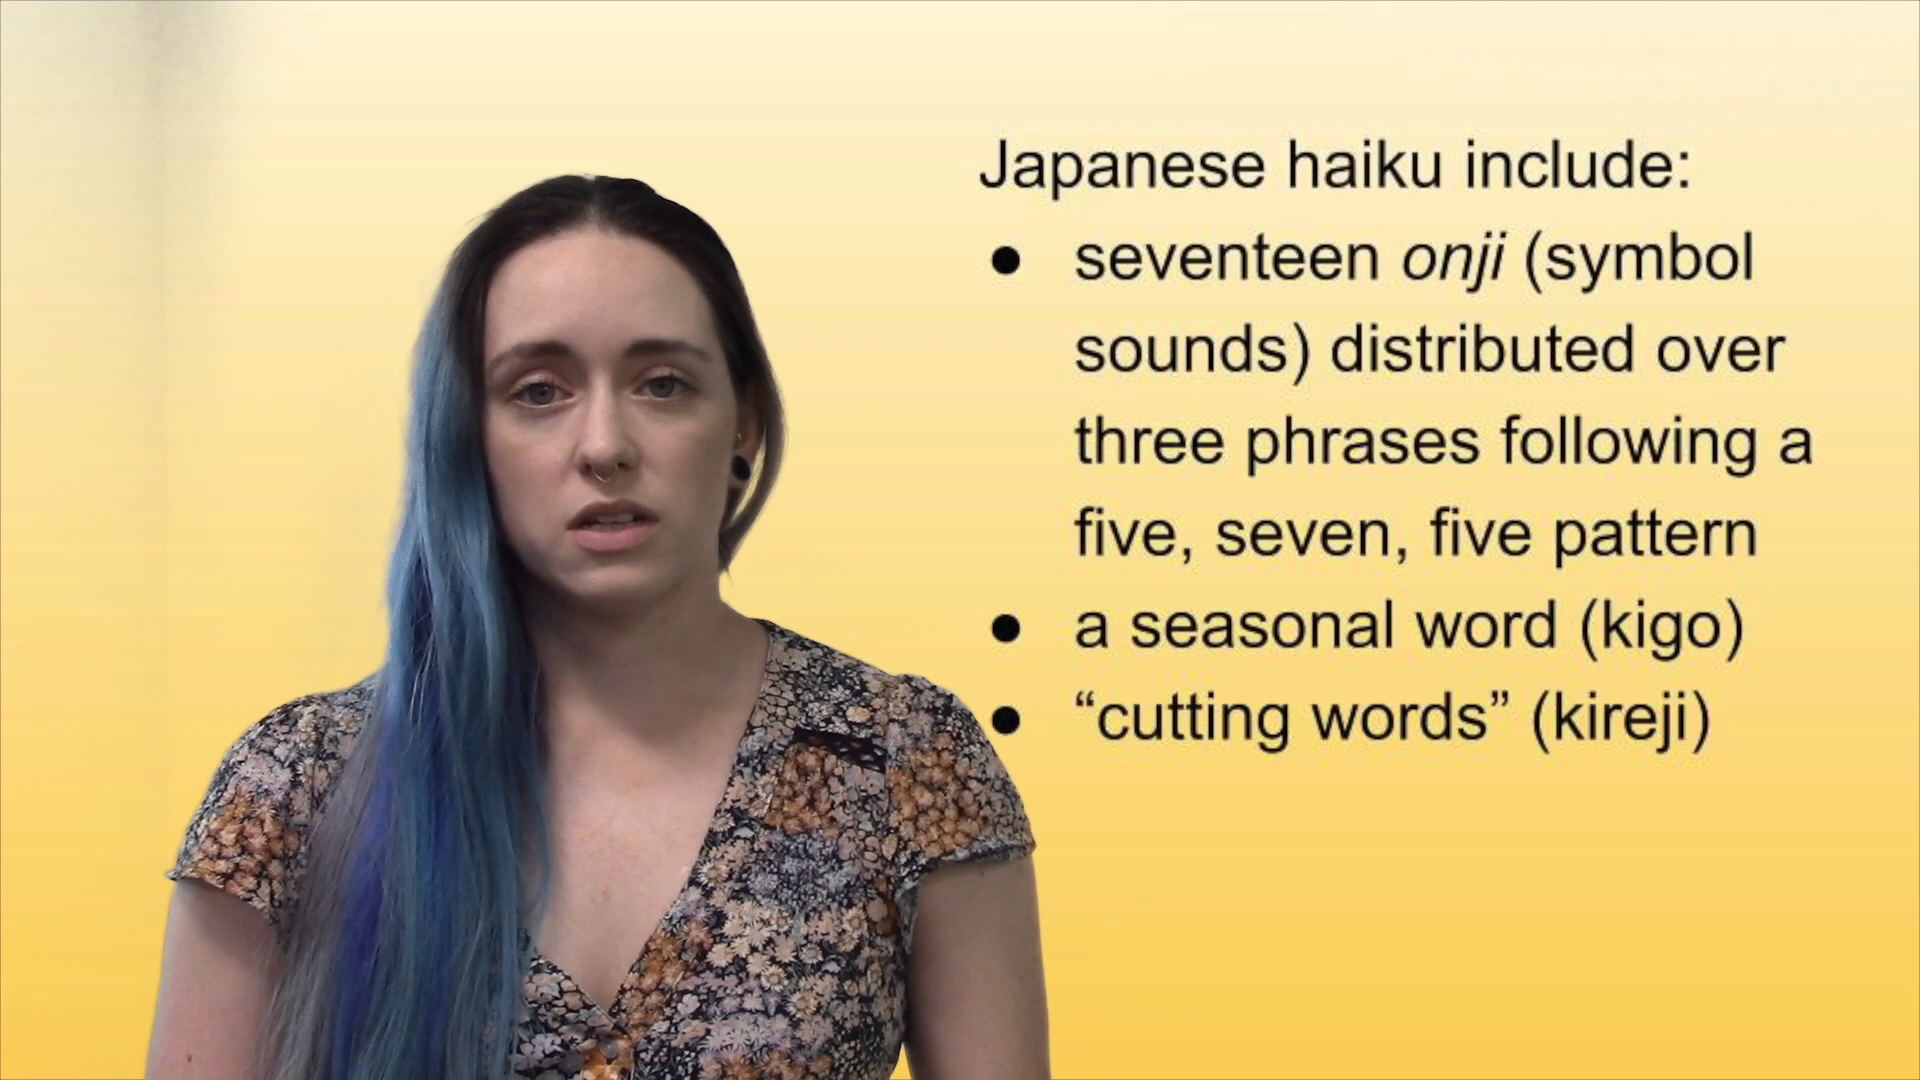 Japanese haiku include:
● seventeen onji (symbol
sounds) distributed over
three phrases following a
five, seven, five pattern
● a seasonal word (kigo)
● “cutting words” (kireji)